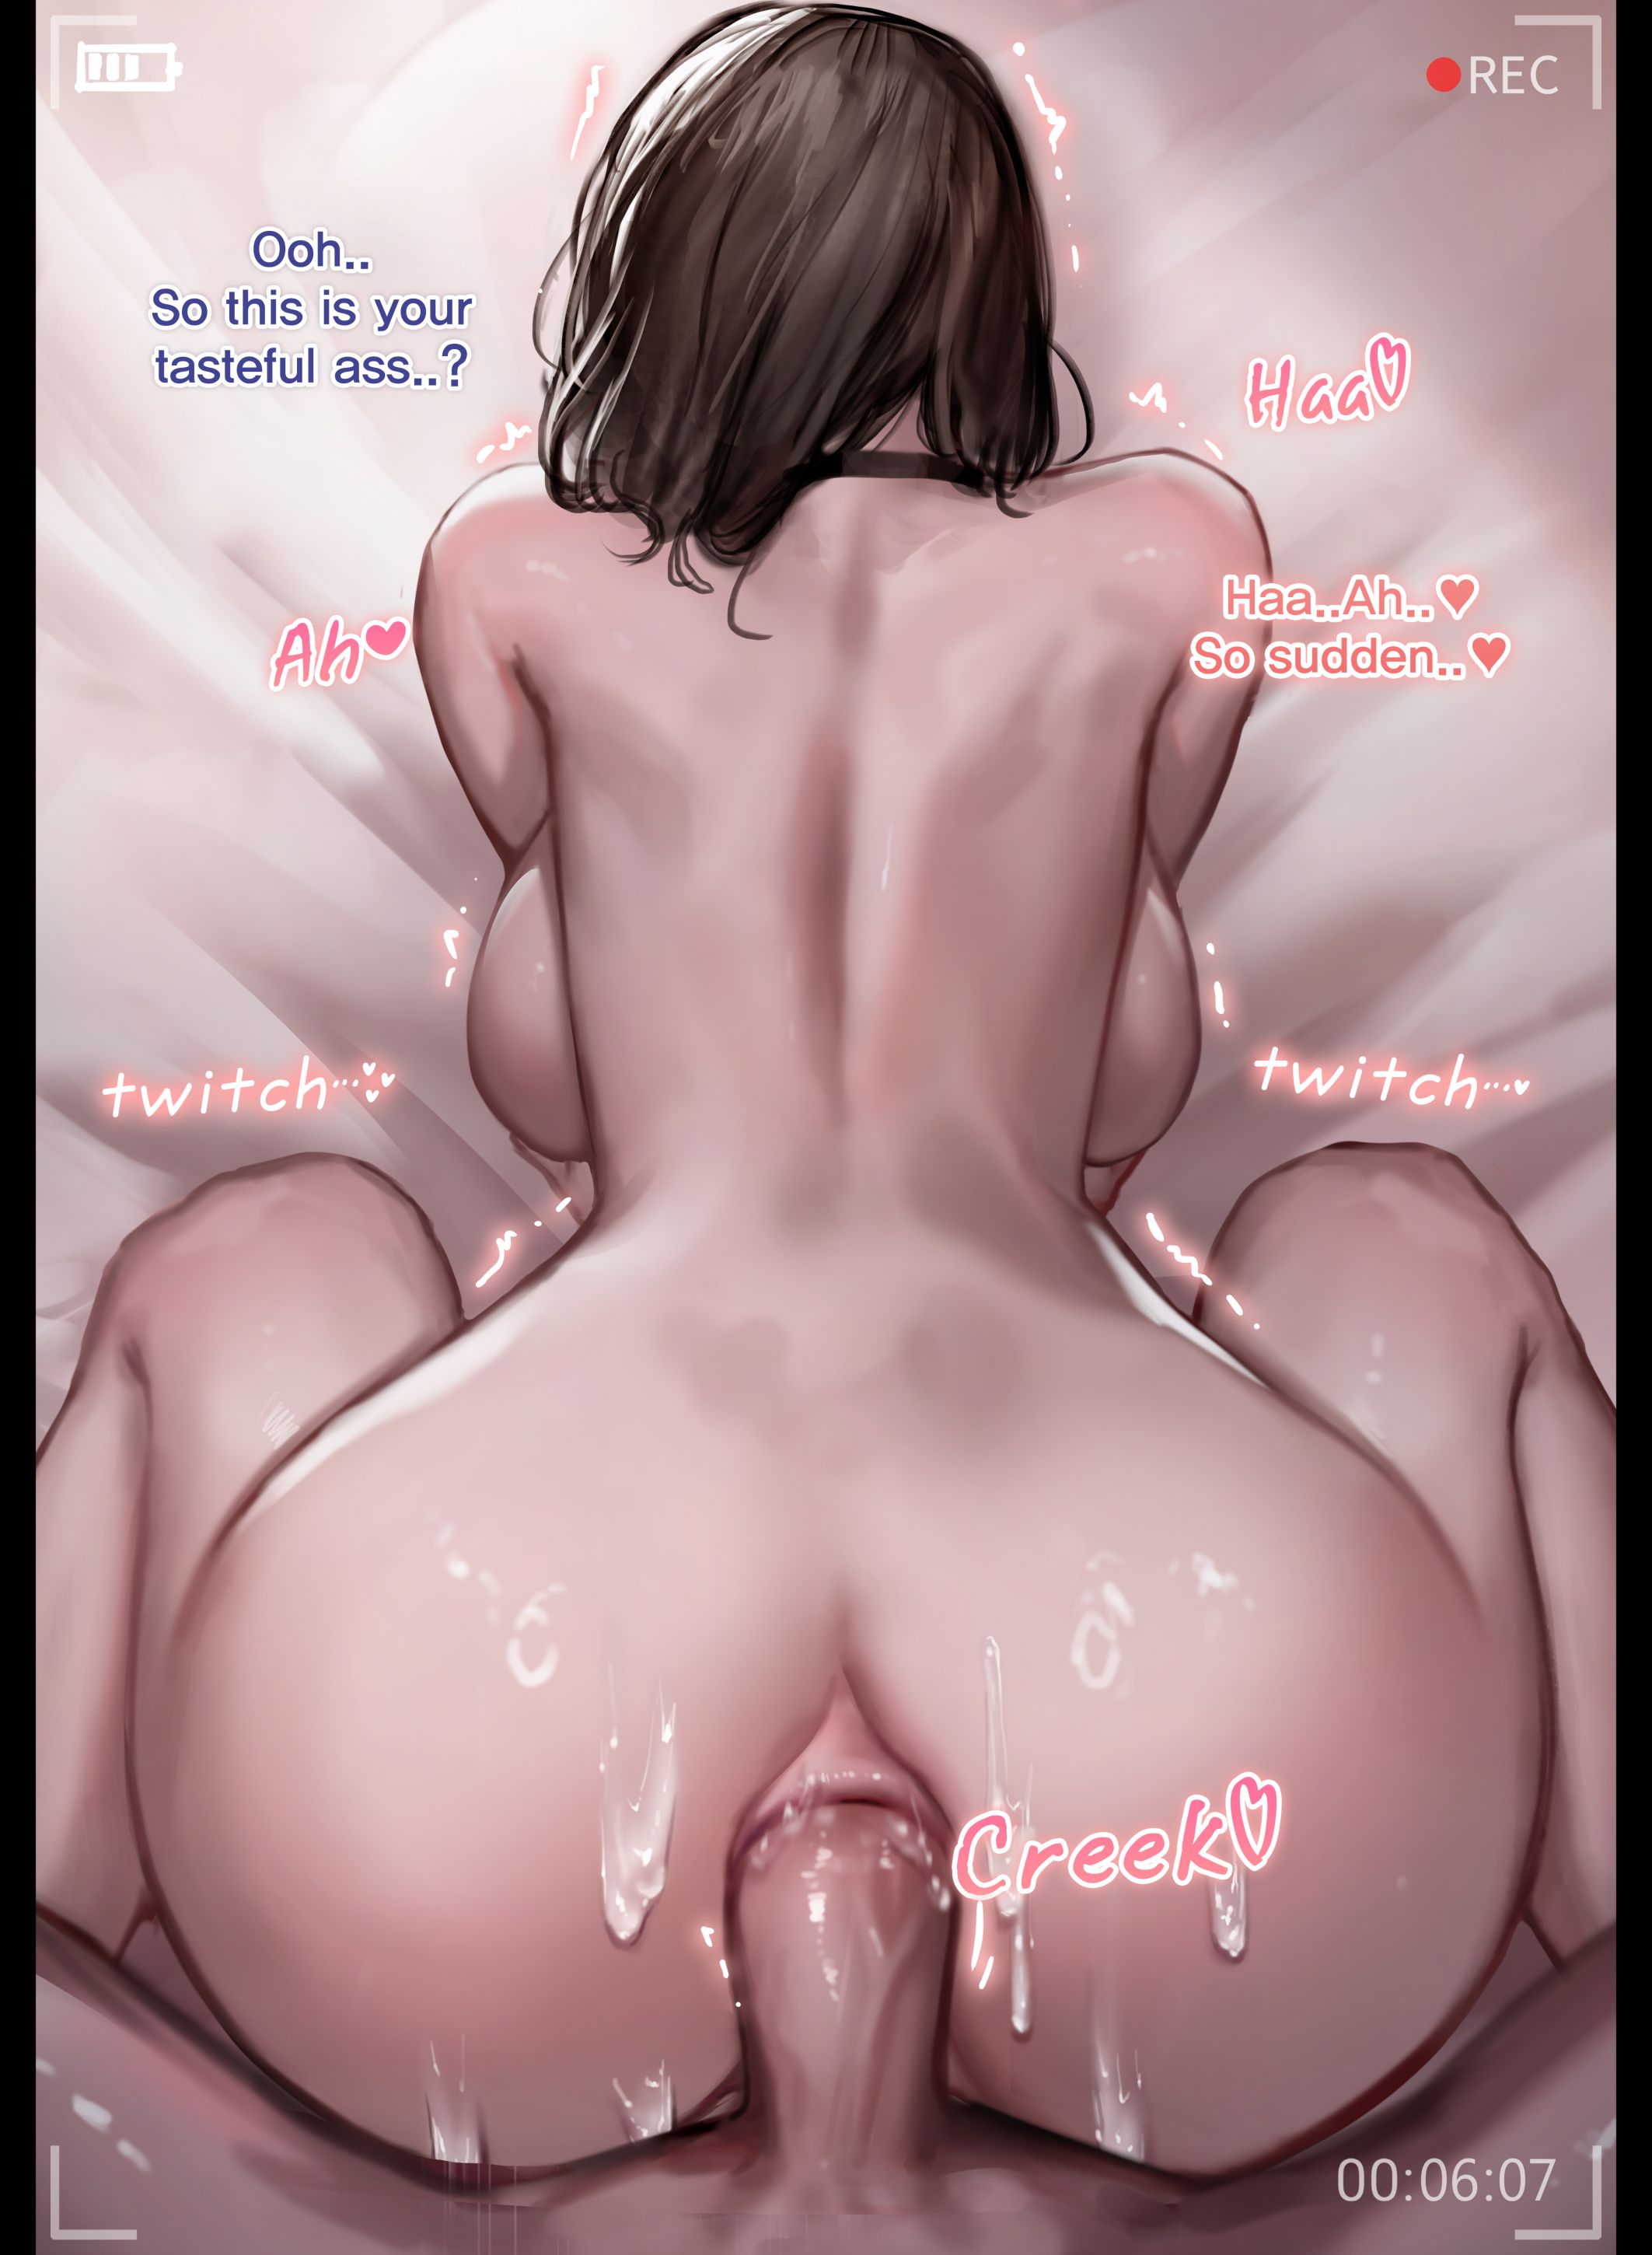 REC
Ooh..
So this is your
tasteful ass..?
Haa♡
Haa..Ah..♥
So sudden..♥
Ah♥
twitch...♥♥♥
twitch...♥
Creek♡
00:06:07